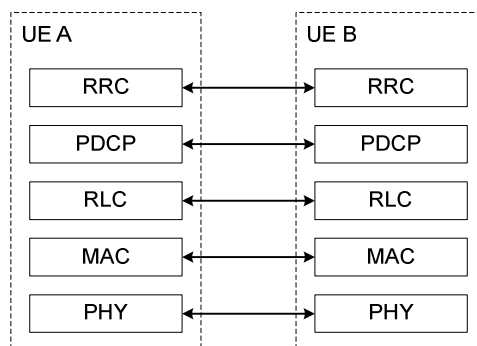 UE A UE B
RRC RRC
PDCP PDCP
RLC RLC
MAC MAC
PHY PHY